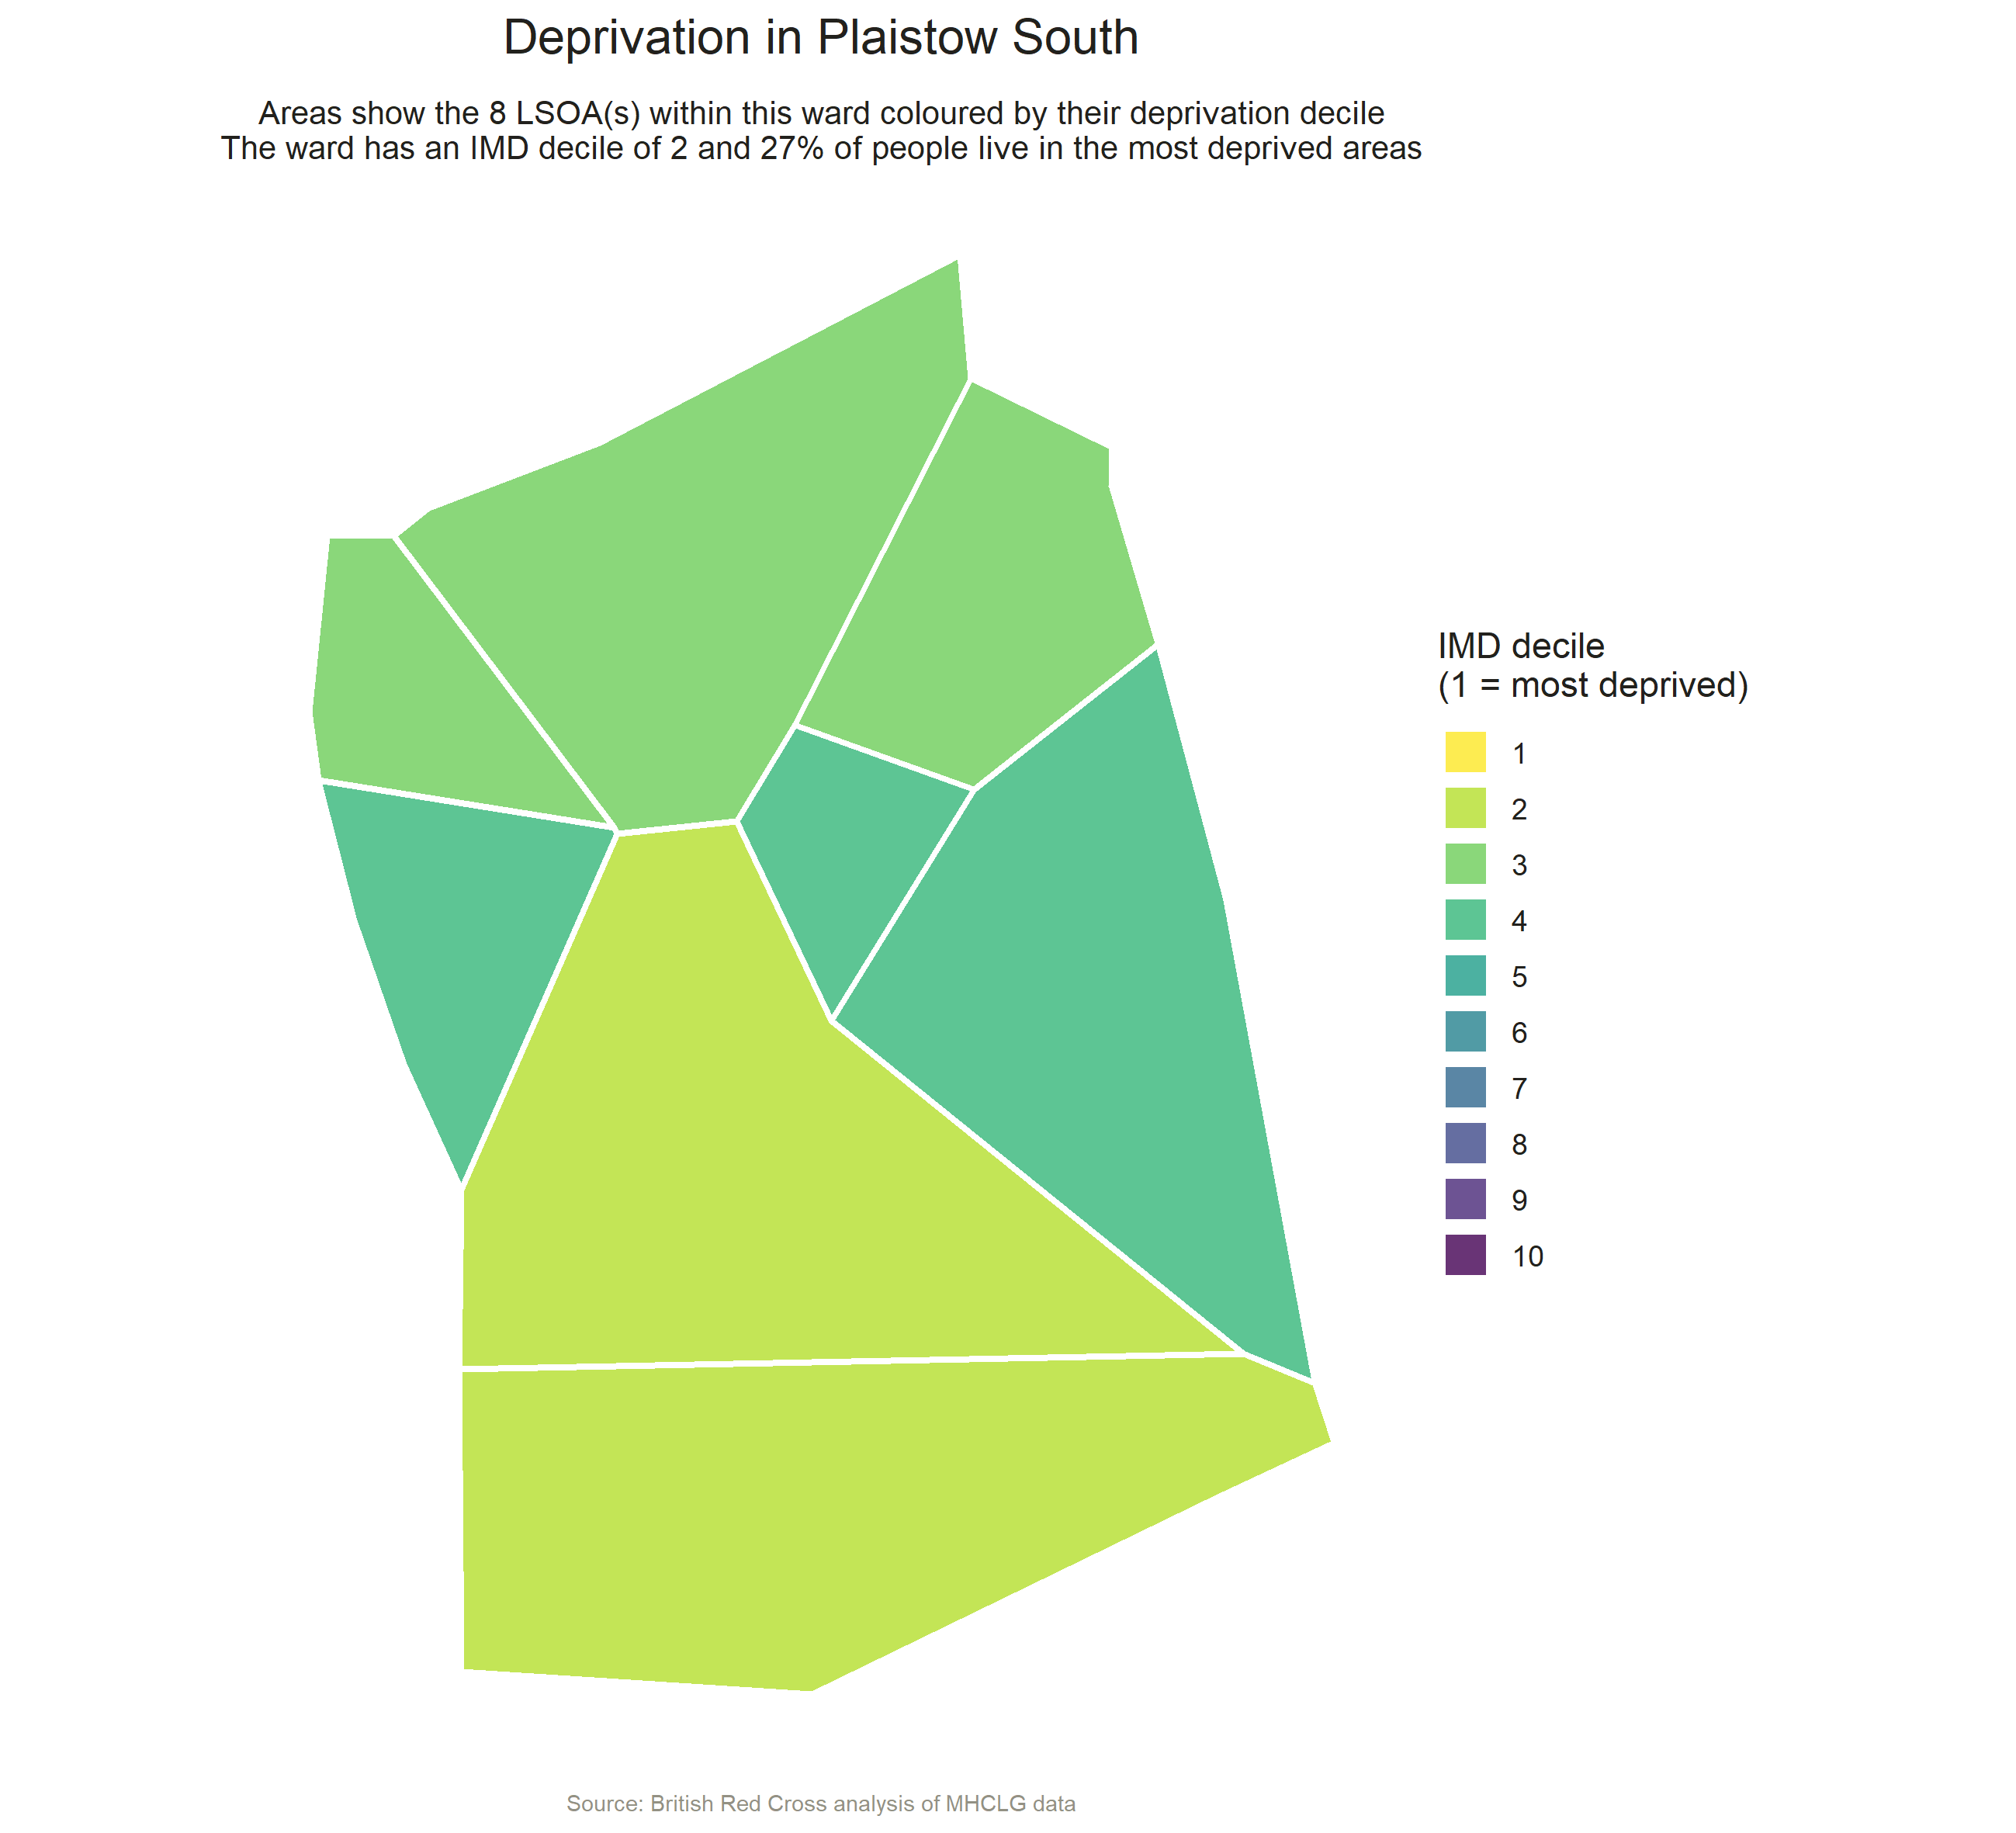 Deprivation in Plaistow South
Areas show the 8 LSOA(s) within this ward coloured by their deprivation decile
The ward has an IMD decile of 2 and 27% of people live in the most deprived areas
IMD decile
(1 = most deprived)
1
2
3
4
5
6
7
8
9
10
Source: British Red Cross analysis of MHCLG data